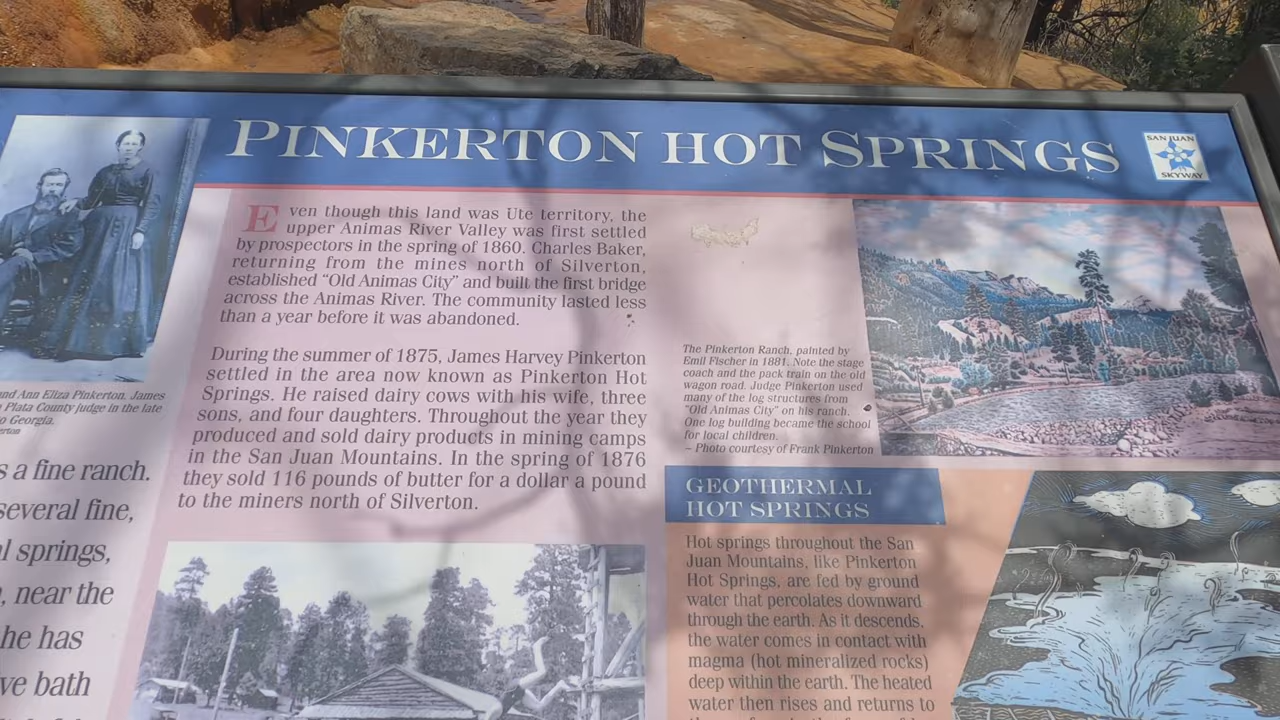 PINKERTON HOT SPRINGS
SAN JUAN
SKYWAY
Even though this land was Ute territory, the
upper Animas River Valley was first settled
by prospectors in the spring of 1860. Charles Baker,
returning from the mines north of Silverton,
established "Old Animas City" and built the first bridge
across the Animas River. The community lasted less
than a year before it was abandoned.
During the summer of 1875, James Harvey Pinkerton
settled in the area now known as Pinkerton Hot
Springs. He raised dairy cows with his wife, three
sons, and four daughters. Throughout the year they
produced and sold dairy products in mining camps
in the San Juan Mountains. In the spring of 1876
they sold 116 pounds of butter for a dollar a pound
to the miners north of Silverton.
and Ann Eliza Pinkerton. James
Plata County judge in the late
Georgia.
s a fine ranch.
several fine,
springs,
near the
he has
bath
The Pinkerton Ranch, painted by
Emil Fischer in 1881. Note the stage
coach and the pack train on the old
wagon road. Judge Pinkerton used
many of the log structures from
"Old Animas City" on his ranch.
One log building became the school
for local children.
– Photo courtesy of Frank Pinkerton
GEOTHERMAL
HOT SPRINGS
Hot springs throughout the San
Juan Mountains, like Pinkerton
Hot Springs, are fed by ground
water that percolates downward
through the earth. As it descends,
the water comes in contact with
magma (hot mineralized rocks)
deep within the earth. The heated
water then rises and returns to